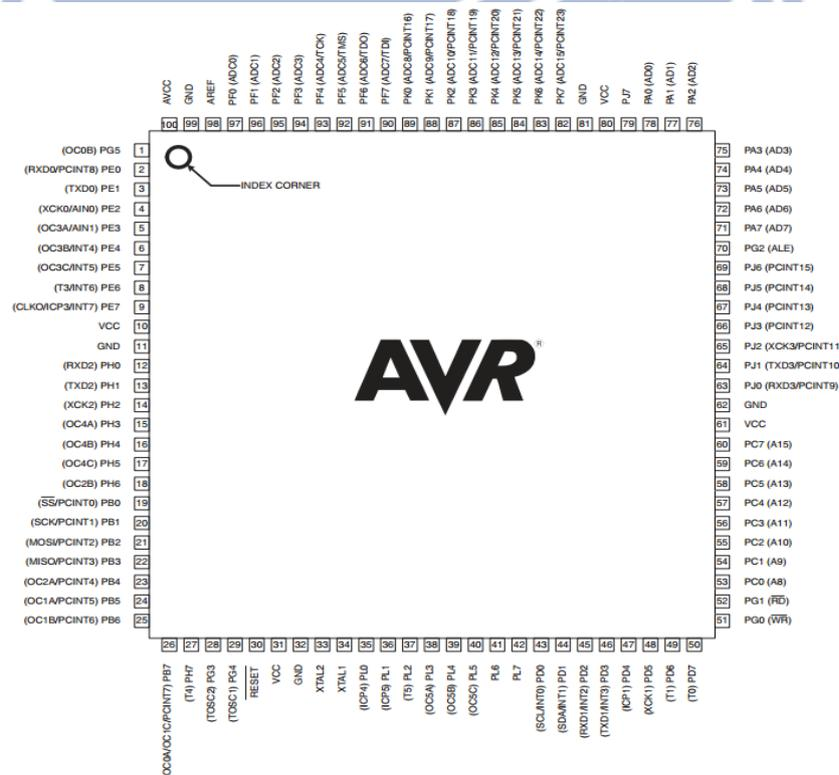 AVCC
GND
AREF
PF0 (ADC0)
PF1 (ADC1)
PF2 (ADC2)
PF3 (ADC3)
PF4 (ADC4/TCK)
PF5 (ADC5/TMS)
PF6 (ADC6/TDO)
PF7 (ADC7/TDI)
PK0 (ADC8/PCINT16)
PK1 (ADC9/PCINT17)
PK2 (ADC10/PCINT18)
PK3 (ADC11/PCINT19)
PK4 (ADC12/PCINT20)
PK5 (ADC13/PCINT21)
PK6 (ADC14/PCINT22)
PK7 (ADC15/PCINT23)
GND
VCC
PJ7
PA0 (AD0)
PA1 (AD1)
PA2 (AD2)
100 99 98 97 96 95 94 93 92 91 90 89 88 87 86 85 84 83 82 81 80 79 78 77 76
(OC0B) PG5 1
(RXD0/PCINT8) PE0 2
(TXD0) PE1 3
(XCK0/AIN0) PE2 4
(OC3A/AIN1) PE3 5
(OC3B/INT4) PE4 6
(OC3C/INT5) PE5 7
(T3/INT6) PE6 8
(CLKO/ICP3/INT7) PE7 9
VCC 10
GND 11
(RXD2) PH0 12
(TXD2) PH1 13
(XCK2) PH2 14
(OC4A) PH3 15
(OC4B) PH4 16
(OC4C) PH5 17
(OC2B) PH6 18
(SS/PCINT0) PB0 19
(SCK/PCINT1) PB1 20
(MOSI/PCINT2) PB2 21
(MISO/PCINT3) PB3 22
(OC2A/PCINT4) PB4 23
(OC1A/PCINT5) PB5 24
(OC1B/PCINT6) PB6 25
INDEX CORNER
AVR®
75 PA3 (AD3)
74 PA4 (AD4)
73 PA5 (AD5)
72 PA6 (AD6)
71 PA7 (AD7)
70 PG2 (ALE)
69 PJ6 (PCINT15)
68 PJ5 (PCINT14)
67 PJ4 (PCINT13)
66 PJ3 (PCINT12)
65 PJ2 (XCK3/PCINT11
64 PJ1 (TXD3/PCINT10
63 PJ0 (RXD3/PCINT9)
62 GND
61 VCC
60 PC7 (A15)
59 PC6 (A14)
58 PC5 (A13)
57 PC4 (A12)
56 PC3 (A11)
55 PC2 (A10)
54 PC1 (A9)
53 PC0 (A8)
52 PG1 (RD)
51 PG0 (WR)
26 27 28 29 30 31 32 33 34 35 36 37 38 39 40 41 42 43 44 45 46 47 48 49 50
OC0A/OC1C/PCINT7) PB7
(T4) PH7
(TOSC2) PG3
(TOSC1) PG4
RESET
VCC
GND
XTAL2
XTAL1
(ICP4) PL0
(ICP5) PL1
(T5) PL2
(OC5A) PL3
(OC5B) PL4
(OC5C) PL5
PL6
PL7
(SCL/INT0) PD0
(SDA/INT1) PD1
(RXD1/INT2) PD2
(TXD1/INT3) PD3
(ICP1) PD4
(XCK1) PD5
(T1) PD6
(T0) PD7